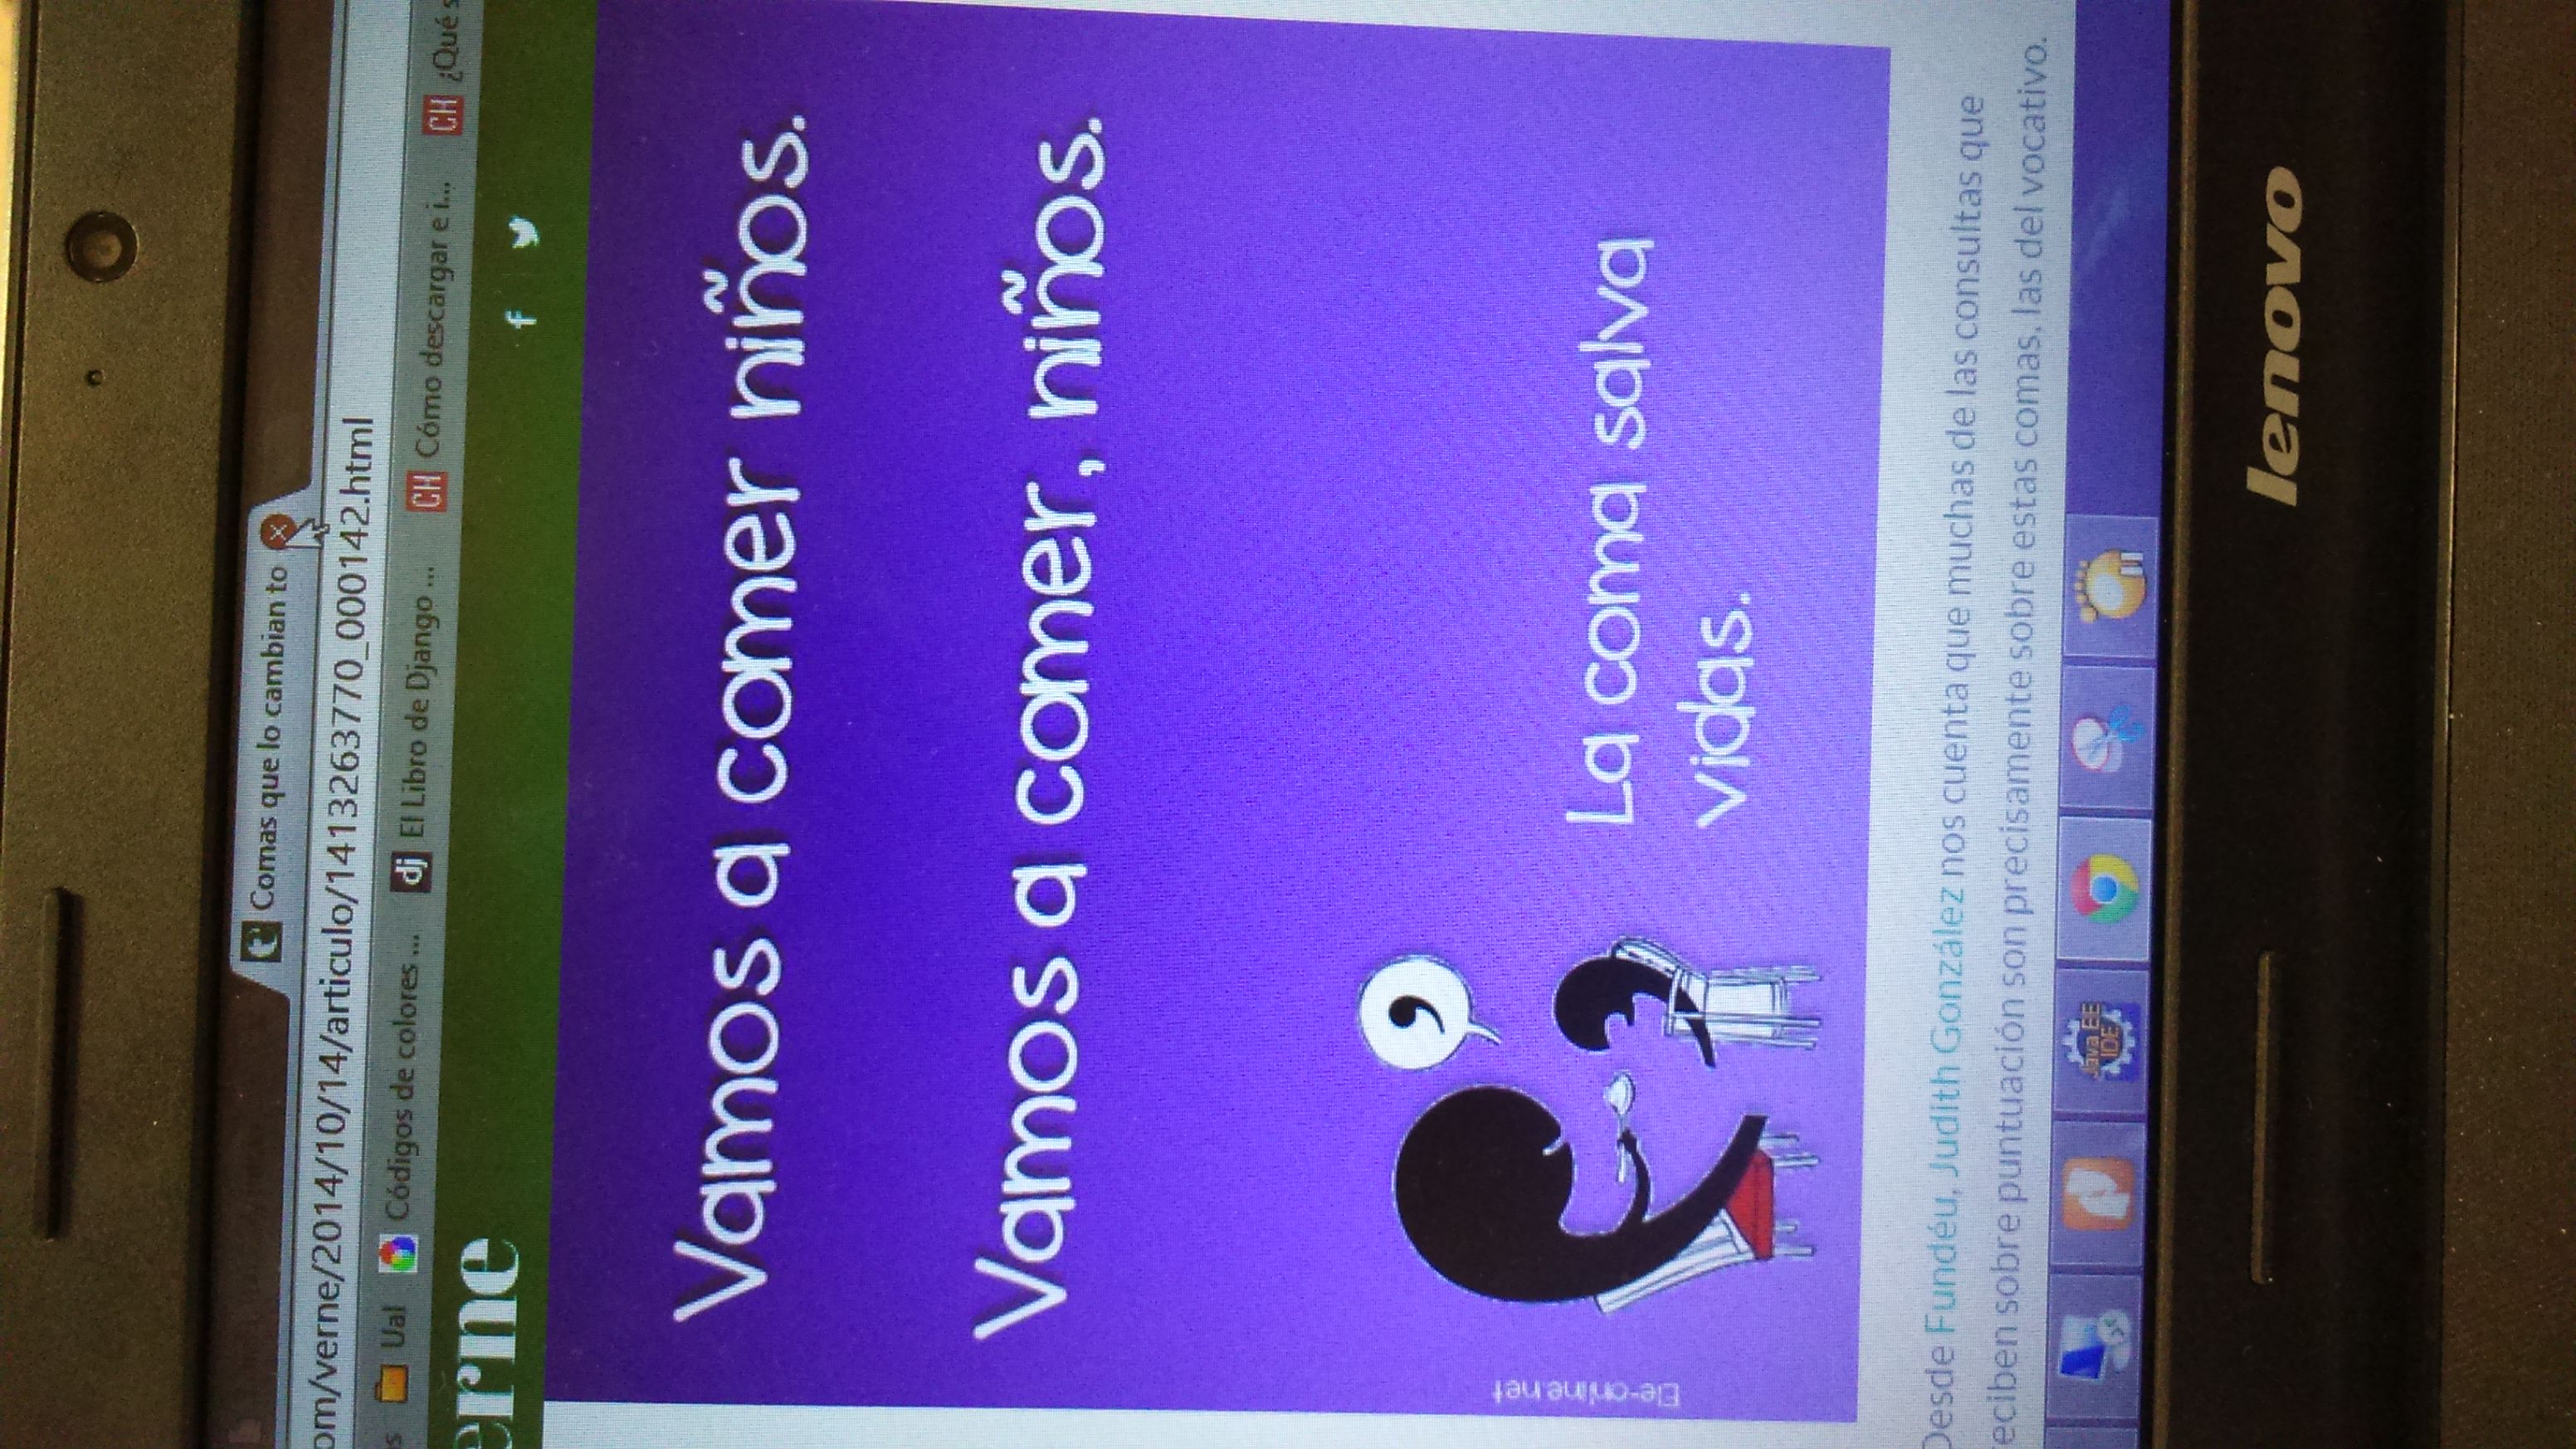 Comas que lo cambian to
om/verne/2014/10/14/articulo/1413263770_000142.html
s Ual Códigos de colores ... dj El Libro de Django ... CH Cómo descargar e i... CH ¿Qué s
erne f
Vamos a comer niños.
Vamos a comer, niños.
,
Ele-online.net
La coma salva
vidas.
Desde Fundéu, Judith González nos cuenta que muchas de las consultas que
reciben sobre puntuación son precisamente sobre estas comas, las del vocativo.
Java EE
IDE
lenovo